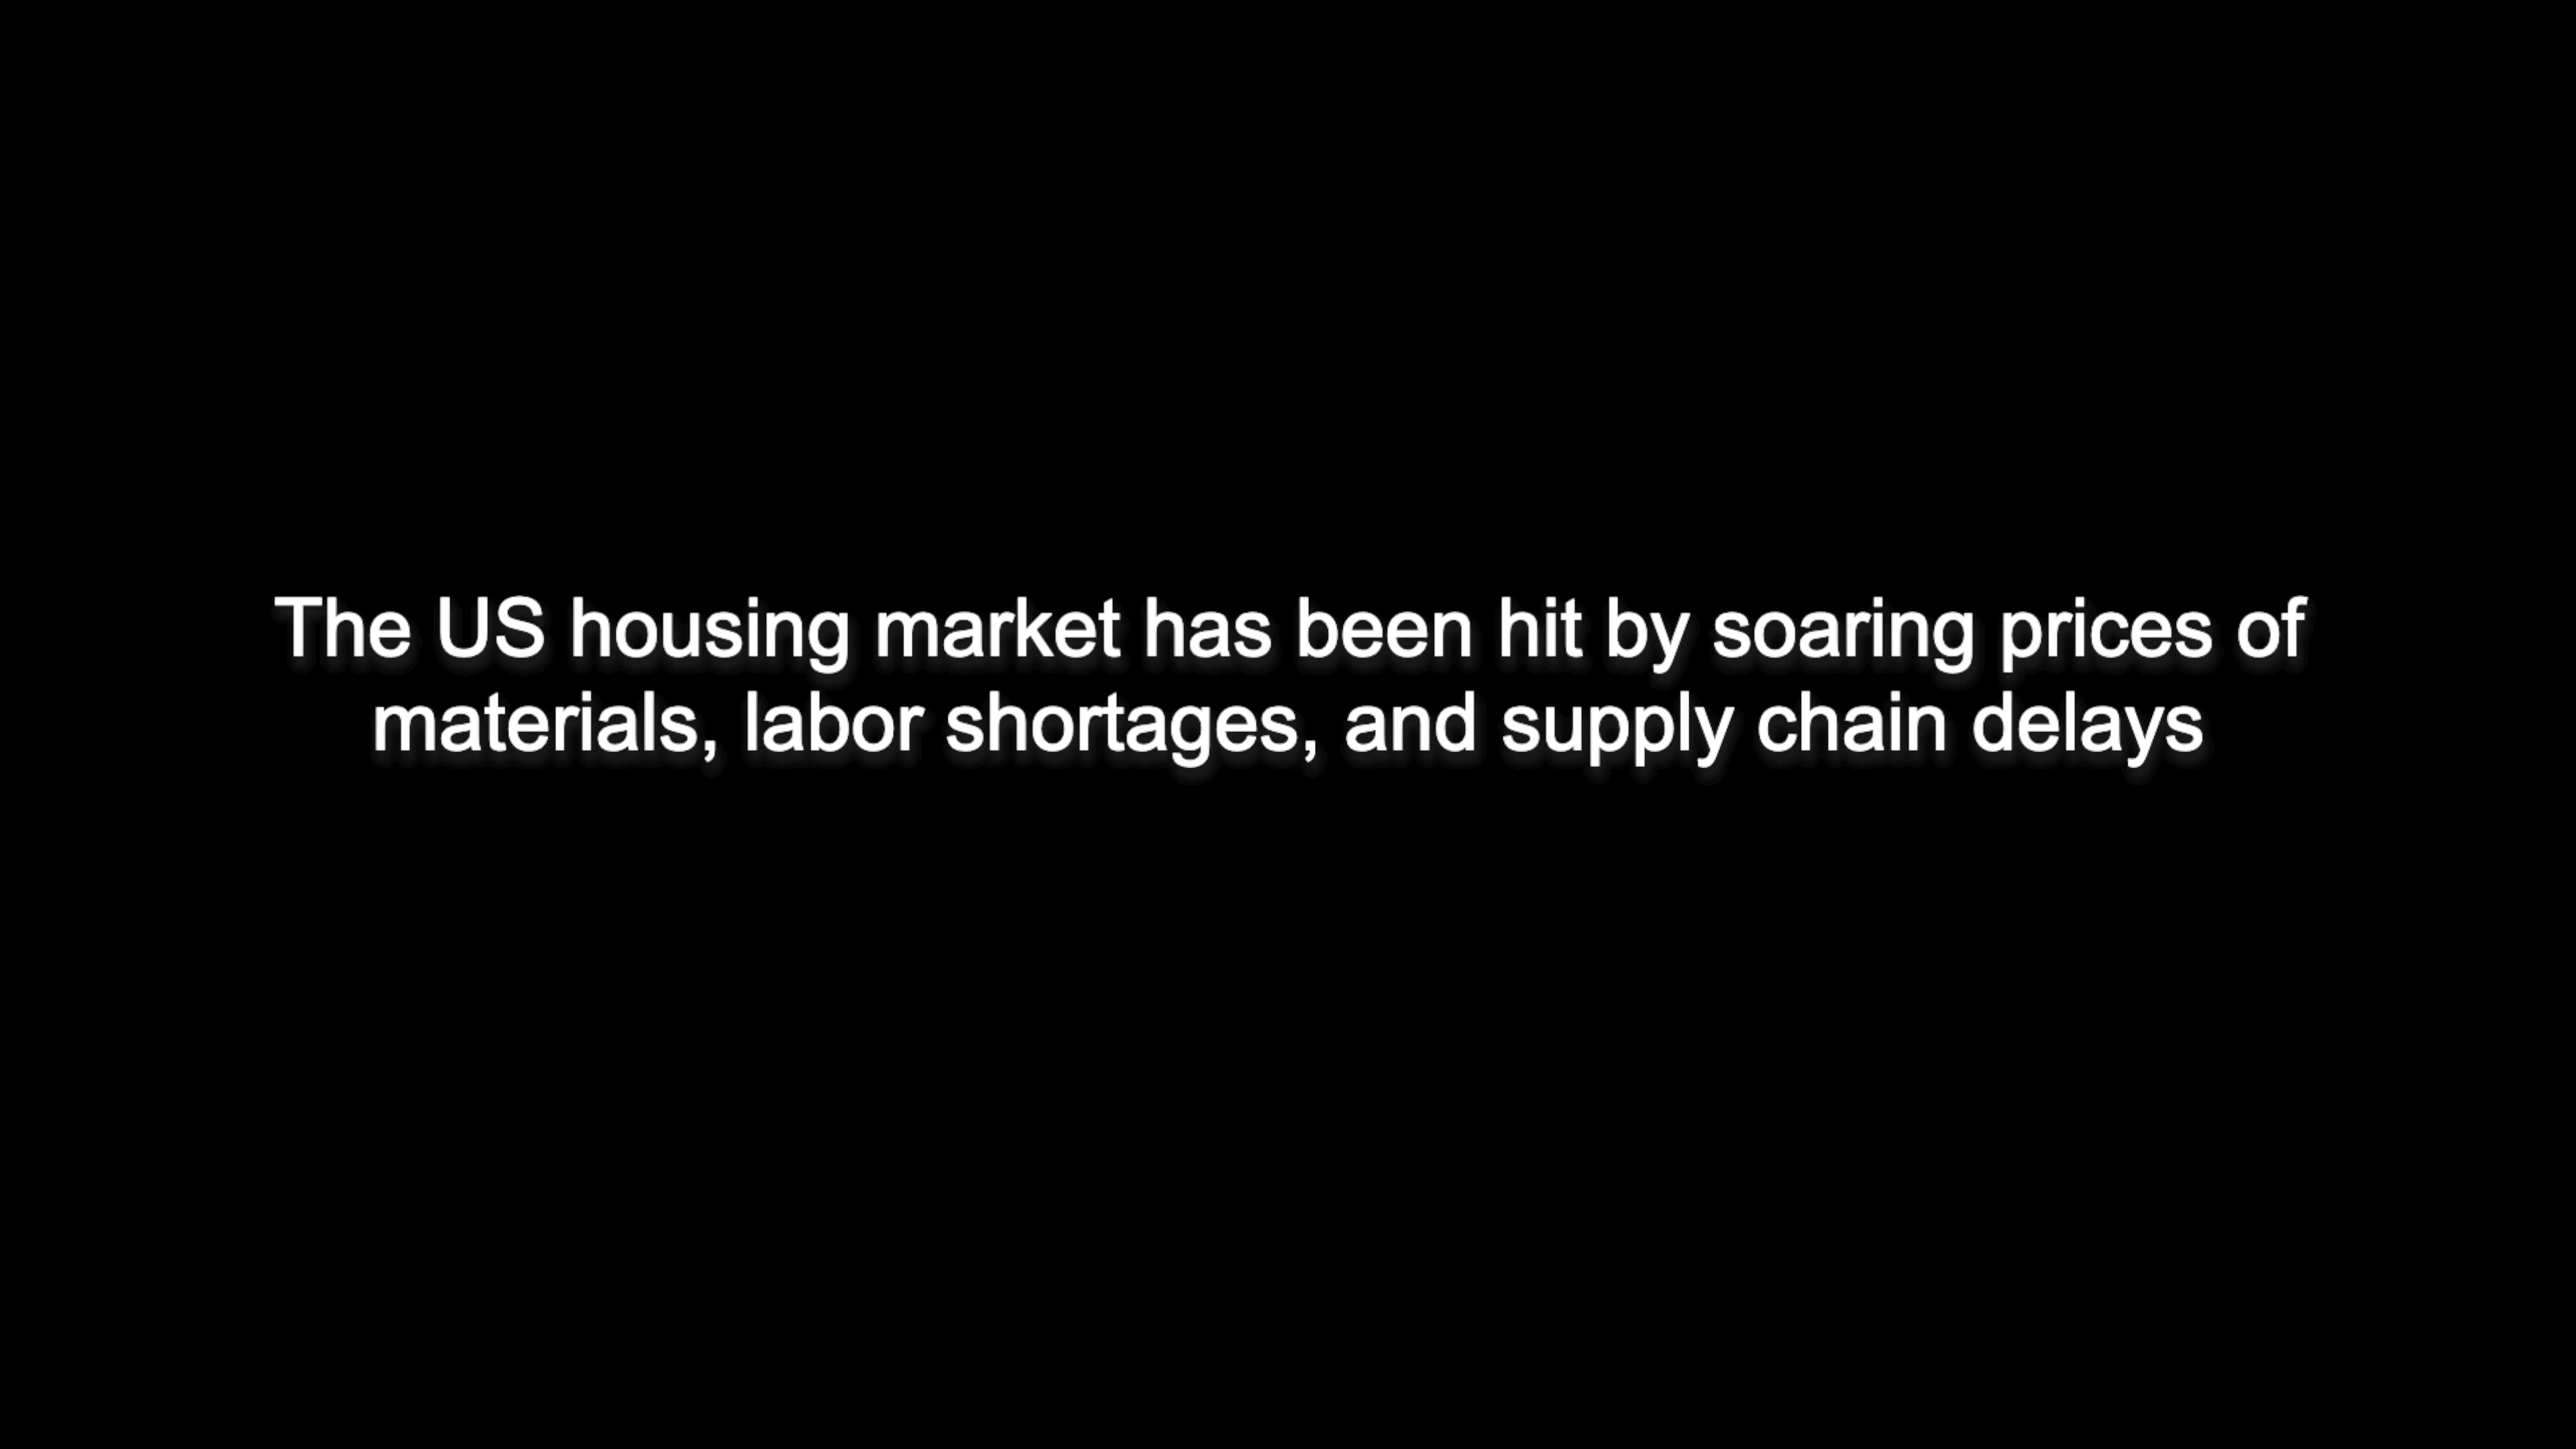 The US housing market has been hit by soaring prices of
materials, labor shortages, and supply chain delays